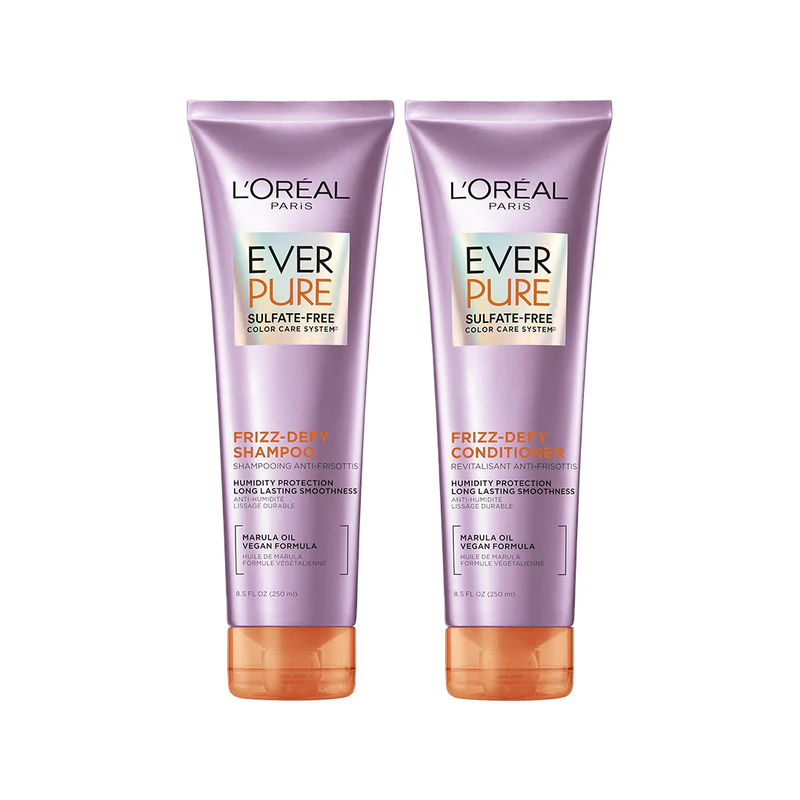 L'ORÉAL
PARIS
EVER
PURE
SULFATE-FREE
COLOR CARE SYSTEM
FRIZZ-DEFY
SHAMPOO
SHAMPOOING ANTI-FRISOTTIS
HUMIDITY PROTECTION
LONG LASTING SMOOTHNESS
ANTI-HUMIDITÉ
LISSAGE DURABLE
MARULA OIL
VEGAN FORMULA
HUILE DE MARULA
FORMULE VÉGÉTALIENNE
8.5 FL OZ (250 ml)
L'ORÉAL
PARIS
EVER
PURE
SULFATE-FREE
COLOR CARE SYSTEM
FRIZZ-DEFY
CONDITIONER
REVITALISANT ANTI-FRISOTTIS
HUMIDITY PROTECTION
LONG LASTING SMOOTHNESS
ANTI-HUMIDITÉ
LISSAGE DURABLE
MARULA OIL
VEGAN FORMULA
HUILE DE MARULA
FORMULE VÉGÉTALIENNE
8.5 FL OZ (250 ml)